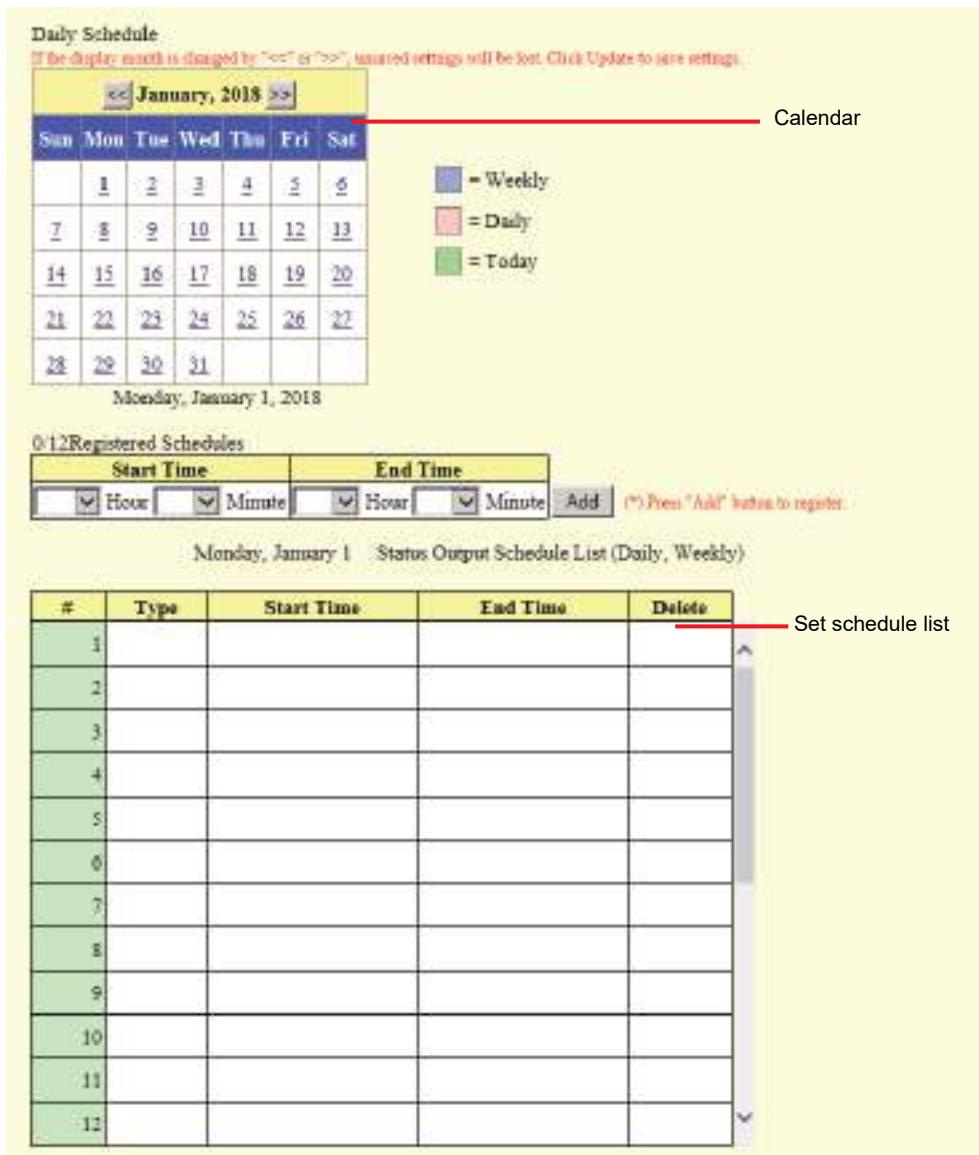 Daily Schedule
If the display month is changed by "<<" or ">>", unsaved settings will be lost. Click Update to save settings.
<< January, 2018 >>
Calendar
Sun Mon Tue Wed Thu Fri Sat
1 2 3 4 5 6
= Weekly
7 8 9 10 11 12 13
= Daily
14 15 16 17 18 19 20
= Today
21 22 23 24 25 26 27
28 29 30 31
Monday, January 1, 2018
0/12Registered Schedules
Start Time End Time
Hour Minute Hour Minute Add (*) Press "Add" button to register.
Monday, January 1 Status Output Schedule List (Daily, Weekly)
# Type Start Time End Time Delete
Set schedule list
1
2
3
4
5
6
7
8
9
10
11
12